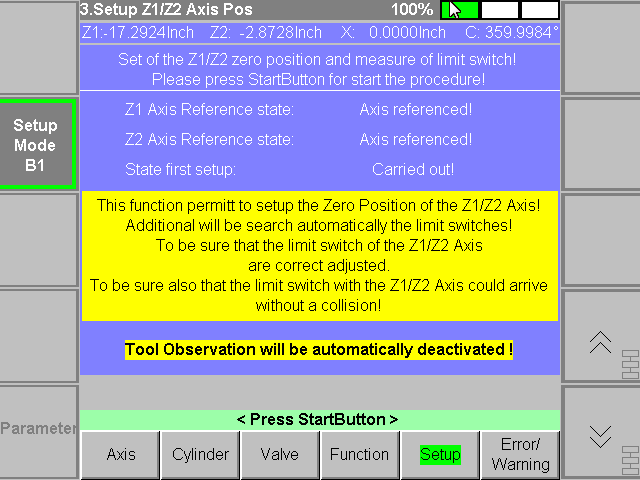 3.Setup Z1/Z2 Axis Pos 100%
Z1:-17.2924Inch Z2: -2.8728Inch X: 0.0000Inch C: 359.9984°
Set of the Z1/Z2 zero position and measure of limit switch!
Please press StartButton for start the procedure!
Z1 Axis Reference state: Axis referenced!
Z2 Axis Reference state: Axis referenced!
State first setup: Carried out!
Setup
Mode
B1
This function permitt to setup the Zero Position of the Z1/Z2 Axis!
Additional will be search automatically the limit switches!
To be sure that the limit switch of the Z1/Z2 Axis
are correct adjusted.
To be sure also that the limit switch with the Z1/Z2 Axis could arrive
without a collision!
Tool Observation will be automatically deactivated !
Parameter
< Press StartButton >
Axis Cylinder Valve Function Setup Error/
Warning